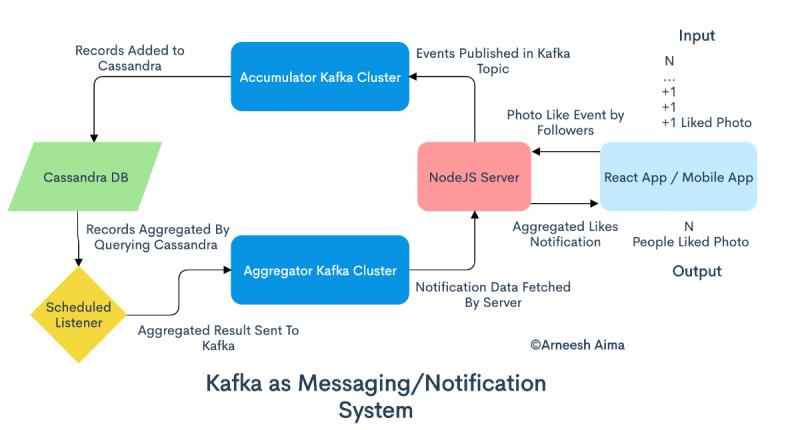 Input
Records Added to
Cassandra
Accumulator Kafka Cluster
Events Published in Kafka
Topic
N
...
+1
+1
+1 Liked Photo
Photo Like Event by
Followers
Cassandra DB
NodeJS Server
React App / Mobile App
Records Aggregated By
Querying Cassandra
Aggregated Likes
Notification
N
People Liked Photo
Output
Aggregator Kafka Cluster
Notification Data Fetched
By Server
Scheduled
Listener
Aggregated Result Sent To
Kafka
©Arneesh Aima
Kafka as Messaging/Notification
System